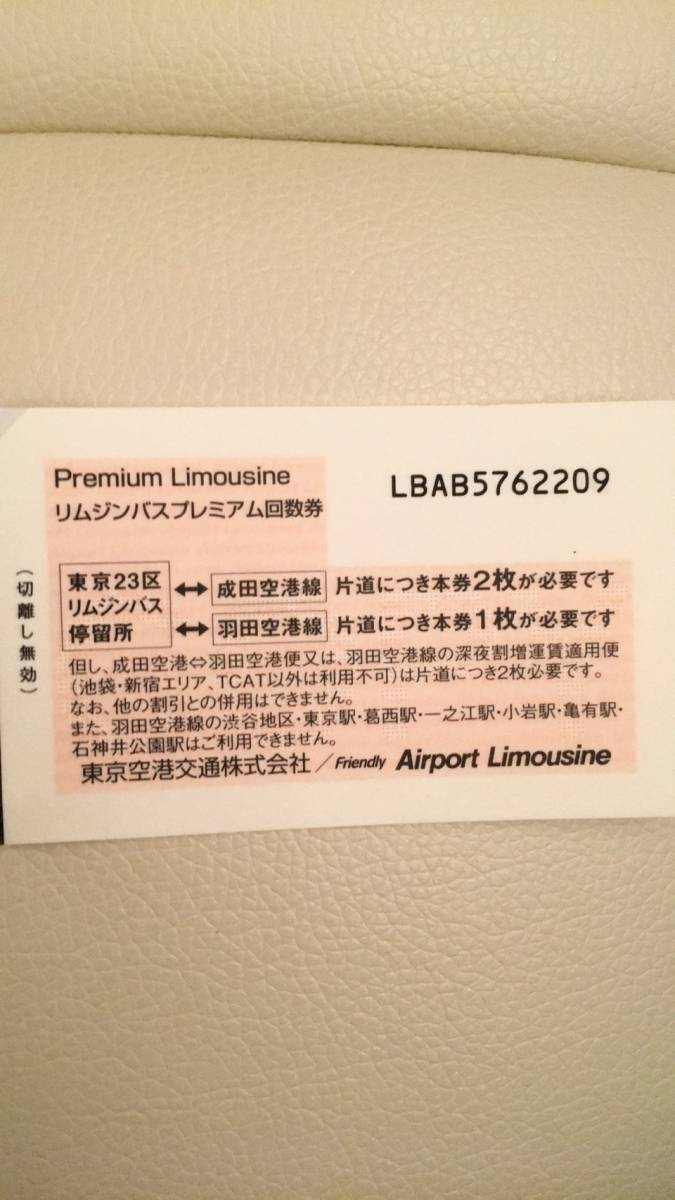 Premium Limousine
リムジンバスプレミアム回数券
LBAB5762209
(切離し無効)
東京23区
リムジンバス
停留所
↔ 成田空港線 片道につき本券2枚が必要です
↔ 羽田空港線 片道につき本券1枚が必要です
但し、成田空港⇔羽田空港便又は、羽田空港線の深夜割増運賃適用便
(池袋・新宿エリア、TCAT以外は利用不可)は片道につき2枚必要です。
なお、他の割引との併用はできません。
また、羽田空港線の渋谷地区・東京駅・葛西駅・一之江駅・小岩駅・亀有駅・
石神井公園駅はご利用できません。
東京空港交通株式会社/Friendly Airport Limousine